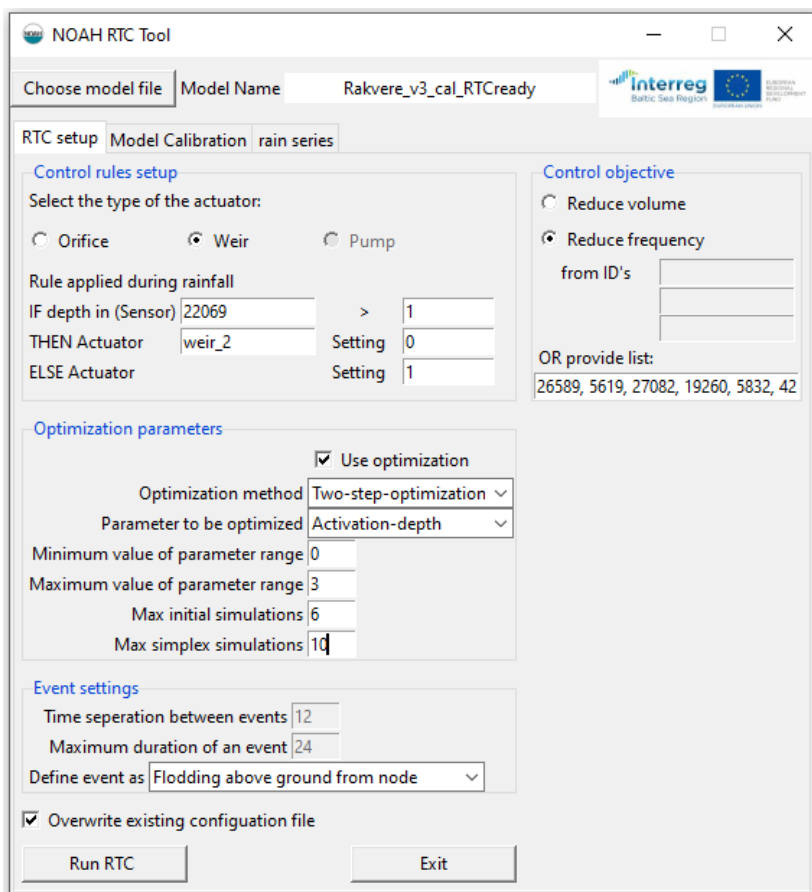 NOAH RTC Tool
Choose model file Model Name Rakvere_v3_cal_RTCready
Interreg
Baltic Sea Region
EUROPEAN UNION
EUROPEAN
REGIONAL
DEVELOPMENT
FUND
RTC setup Model Calibration rain series
Control rules setup
Select the type of the actuator:
Orifice Weir Pump
Rule applied during rainfall
IF depth in (Sensor) 22069 > 1
THEN Actuator weir_2 Setting 0
ELSE Actuator Setting 1
Control objective
Reduce volume
Reduce frequency
from ID's
OR provide list:
26589, 5619, 27082, 19260, 5832, 42
Optimization parameters
Use optimization
Optimization method Two-step-optimization
Parameter to be optimized Activation-depth
Minimum value of parameter range 0
Maximum value of parameter range 3
Max initial simulations 6
Max simplex simulations 10
Event settings
Time seperation between events 12
Maximum duration of an event 24
Define event as Flodding above ground from node
Overwrite existing configuation file
Run RTC Exit